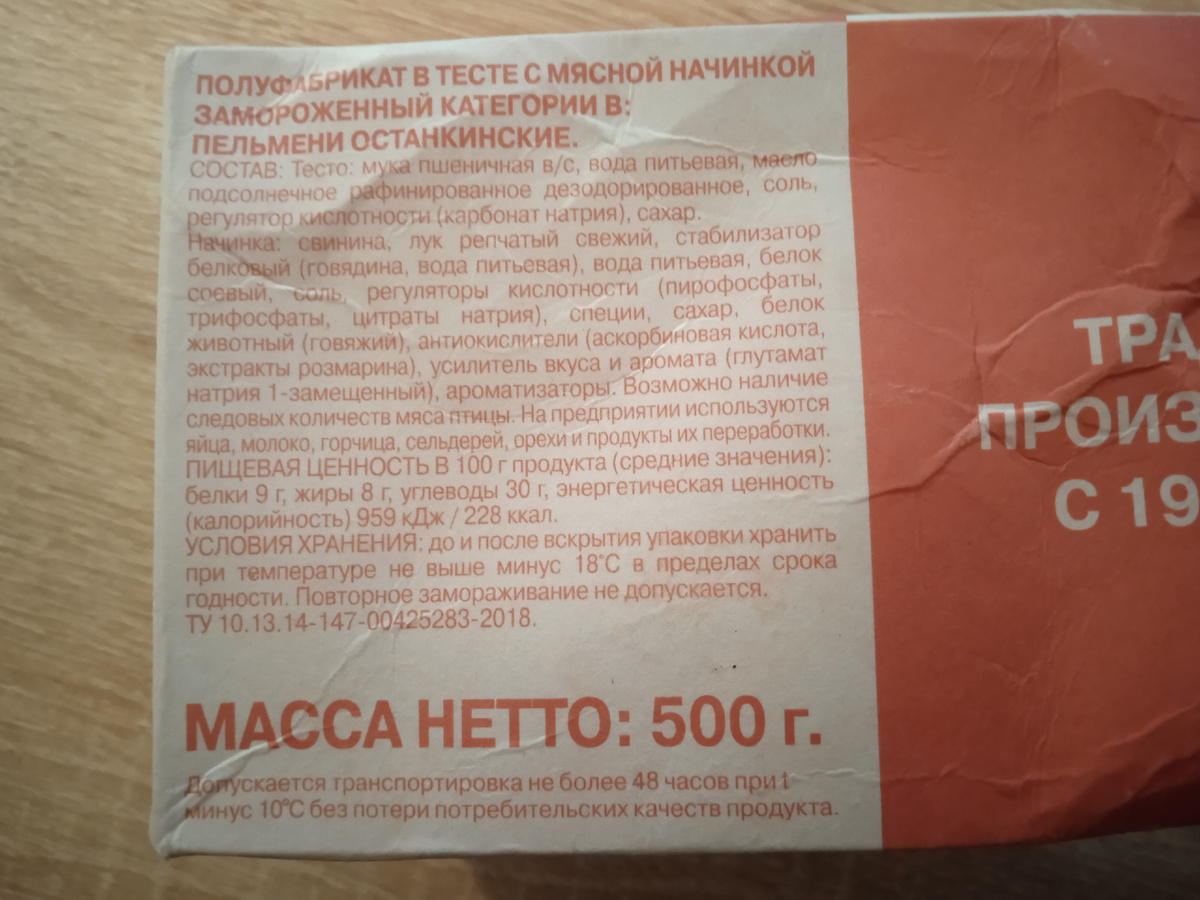 ПОЛУФАБРИКАТ В ТЕСТЕ С МЯСНОЙ НАЧИНКОЙ
ЗАМОРОЖЕННЫЙ КАТЕГОРИИ В:
ПЕЛЬМЕНИ ОСТАНКИНСКИЕ.
СОСТАВ: Тесто: мука пшеничная в/с, вода питьевая, масло
подсолнечное рафинированное дезодорированное, соль,
регулятор кислотности (карбонат натрия), сахар.
Начинка: свинина, лук репчатый свежий, стабилизатор
белковый (говядина, вода питьевая), вода питьевая, белок
соевый, соль, регуляторы кислотности (пирофосфаты,
трифосфаты, цитраты натрия), специи, сахар, белок
животный (говяжий), антиокислители (аскорбиновая кислота,
экстракты розмарина), усилитель вкуса и аромата (глутамат
натрия 1-замещенный), ароматизаторы. Возможно наличие
следовых количеств мяса птицы. На предприятии используются
яйца, молоко, горчица, сельдерей, орехи и продукты их переработки.
ПИЩЕВАЯ ЦЕННОСТЬ В 100 г продукта (средние значения):
белки 9 г, жиры 8 г, углеводы 30 г, энергетическая ценность
(калорийность) 959 кДж / 228 ккал.
УСЛОВИЯ ХРАНЕНИЯ: до и после вскрытия упаковки хранить
при температуре не выше минус 18°С в пределах срока
годности. Повторное замораживание не допускается.
ТУ 10.13.14-147-00425283-2018.
МАССА НЕТТО: 500 г.
Допускается транспортировка не более 48 часов при t
минус 10°С без потери потребительских качеств продукта.
ТРА
ПРОИЗ
С 19